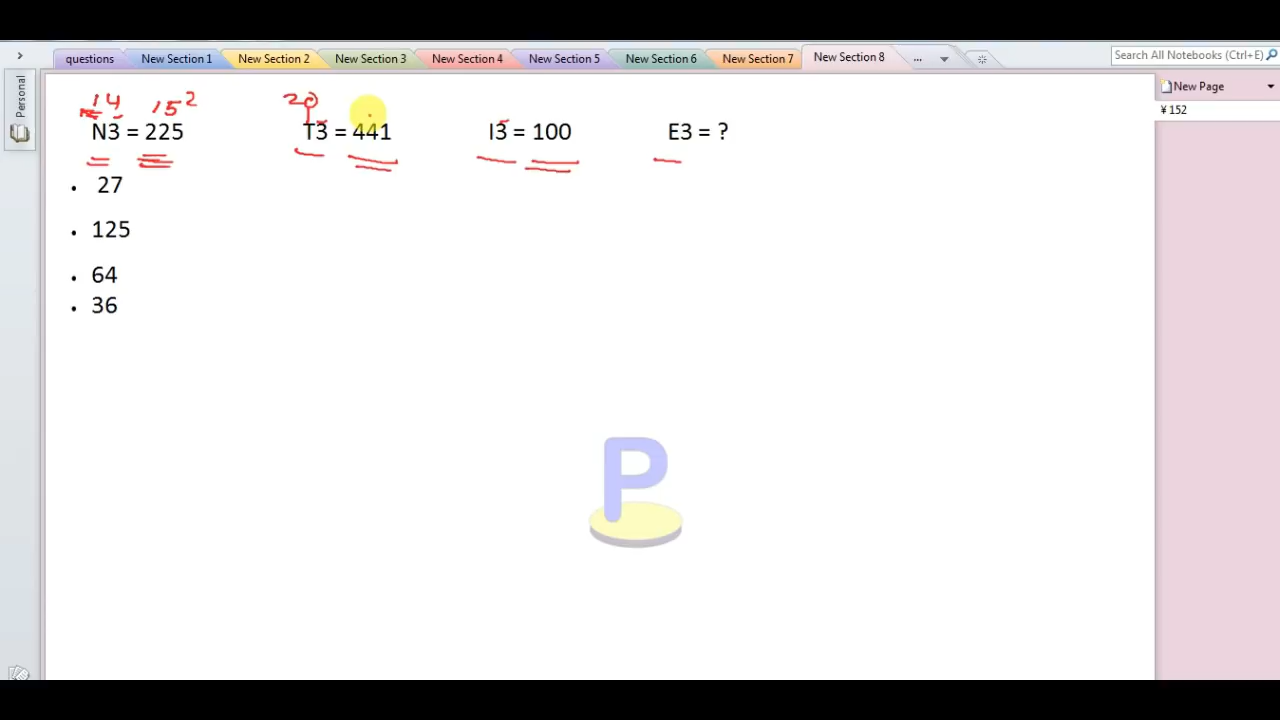 questions New Section 1 New Section 2 New Section 3 New Section 4 New Section 5 New Section 6 New Section 7 New Section 8 ... Search All Notebooks (Ctrl+E)
Personal
New Page
¥ 152
14 15² 20
N3 = 225 T3 = 441 I3 = 100 E3 = ?
. 27
. 125
. 64
. 36
P